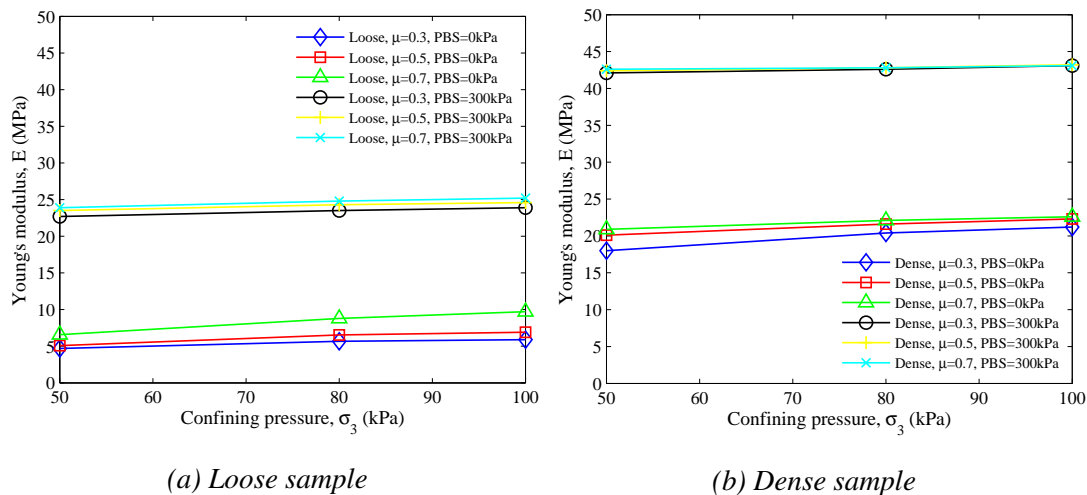 50
45
40
35
30
25
20
15
10
5
0
Young's modulus, E (MPa)
Loose, μ=0.3, PBS=0kPa
Loose, μ=0.5, PBS=0kPa
Loose, μ=0.7, PBS=0kPa
Loose, μ=0.3, PBS=300kPa
Loose, μ=0.5, PBS=300kPa
Loose, μ=0.7, PBS=300kPa
50 60 70 80 90 100
Confining pressure, σ3 (kPa)
(a) Loose sample
50
45
40
35
30
25
20
15
10
5
0
Young's modulus, E (MPa)
Dense, μ=0.3, PBS=0kPa
Dense, μ=0.5, PBS=0kPa
Dense, μ=0.7, PBS=0kPa
Dense, μ=0.3, PBS=300kPa
Dense, μ=0.5, PBS=300kPa
Dense, μ=0.7, PBS=300kPa
50 60 70 80 90 100
Confining pressure, σ3 (kPa)
(b) Dense sample